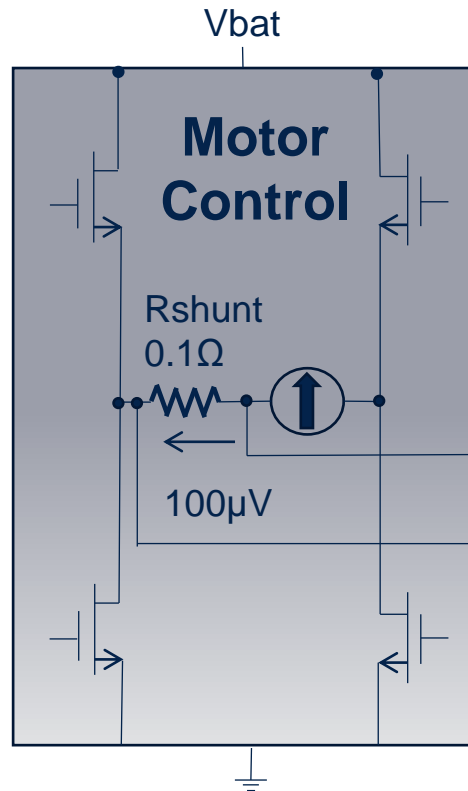 Vbat
Motor
Control
Rshunt
0.1Ω
100µV